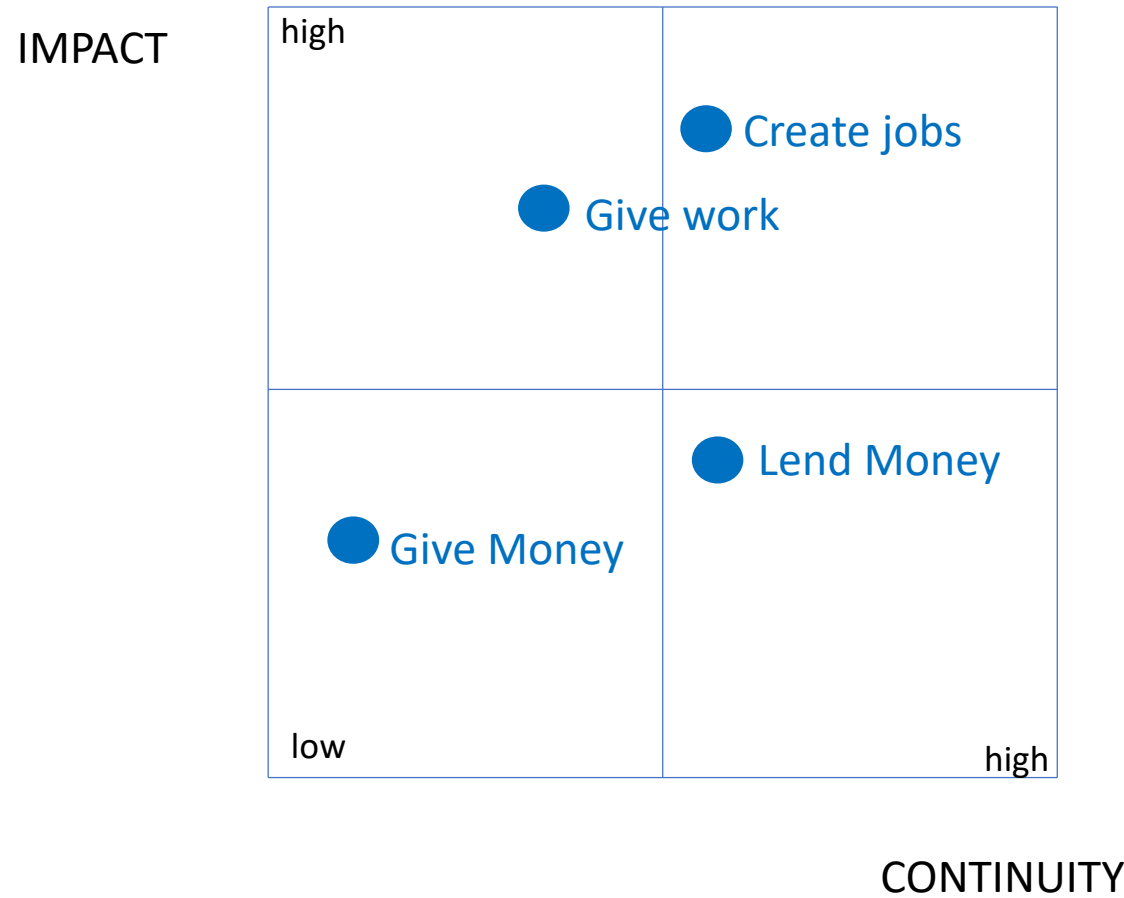 IMPACT
high
Create jobs
Give work
Lend Money
Give Money
low
high
CONTINUITY